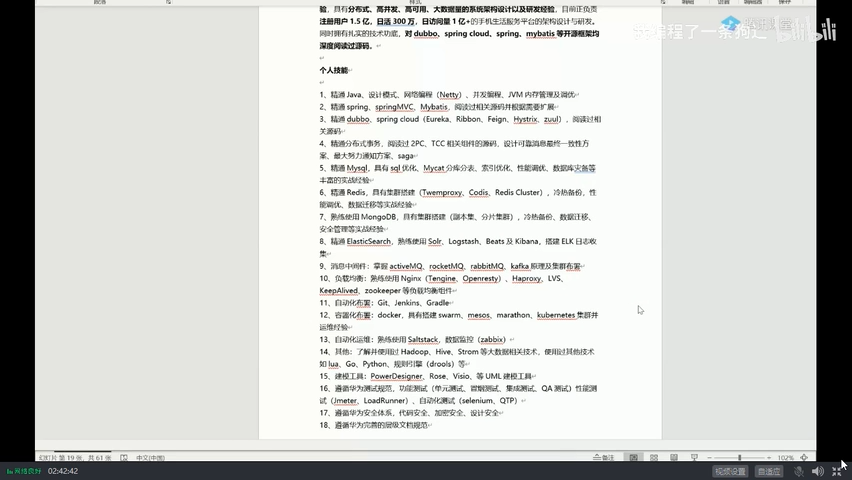 验，具有分布式、高并发、高可用、大数据量的系统架构设计以及研发经验，目前正负责
注册用户 1.5 亿，日活 300 万，日访问量 1 亿+的手机生活服务平台的架构设计与研发。
同时拥有扎实的技术功底，对 dubbo、spring cloud、spring、mybatis 等开源框架均
深度阅读过源码。
个人技能
1、精通 Java、设计模式、网络编程（Netty）、并发编程、JVM 内存管理及调优
2、精通 spring、springMVC、Mybatis，阅读过相关源码并根据需要扩展
3、精通 dubbo、spring cloud（Eureka、Ribbon、Feign、Hystrix、zuul），阅读过相
关源码
4、精通分布式事务，阅读过 2PC、TCC 相关组件的源码，设计可靠消息最终一致性方
案、最大努力通知方案、saga
5、精通 Mysql，具有 sql 优化、Mycat 分库分表、索引优化、性能调优、数据库灾备等
丰富的实战经验
6、精通 Redis，具有集群搭建（Twemproxy、Codis、Redis Cluster），冷热备份、性
能调优、数据迁移等实战经验
7、熟练使用 MongoDB，具有集群搭建（副本集、分片集群），冷热备份、数据迁移、
安全管理等实战经验
8、精通 ElasticSearch，熟练使用 Solr、Logstash、Beats 及 Kibana，搭建 ELK 日志收
集
9、消息中间件：掌握 activeMQ、rocketMQ、rabbitMQ、kafka 原理及集群布署
10、负载均衡：熟练使用 Nginx（Tengine、Openresty）、Haproxy、LVS、
KeepAlived、zookeeper 等负载均衡组件
11、自动化布署：Git、Jenkins、Gradle
12、容器化布署：docker，具有搭建 swarm、mesos、marathon、kubernetes 集群并
运维经验
13、自动化运维：熟练使用 Saltstack，数据监控（zabbix）
14、其他：了解并使用过 Hadoop、Hive、Strom 等大数据相关技术、使用过其他技术
如 lua、Go、Python、规则引擎（drools）等
15、建模工具：PowerDesigner、Rose、Visio、等 UML 建模工具
16、遵循华为测试规范、功能测试（单元测试、冒烟测试、集成测试、QA 测试）性能测
试（Jmeter、LoadRunner）、自动化测试（selenium、QTP）
17、遵循华为安全体系，代码安全、加密安全、设计安全
18、遵循华为完善的层级文档规范
幻灯片 第 19 张，共 61 张 中文(中国) 备注 102%
网络良好 02:42:42 视频设置 自适应